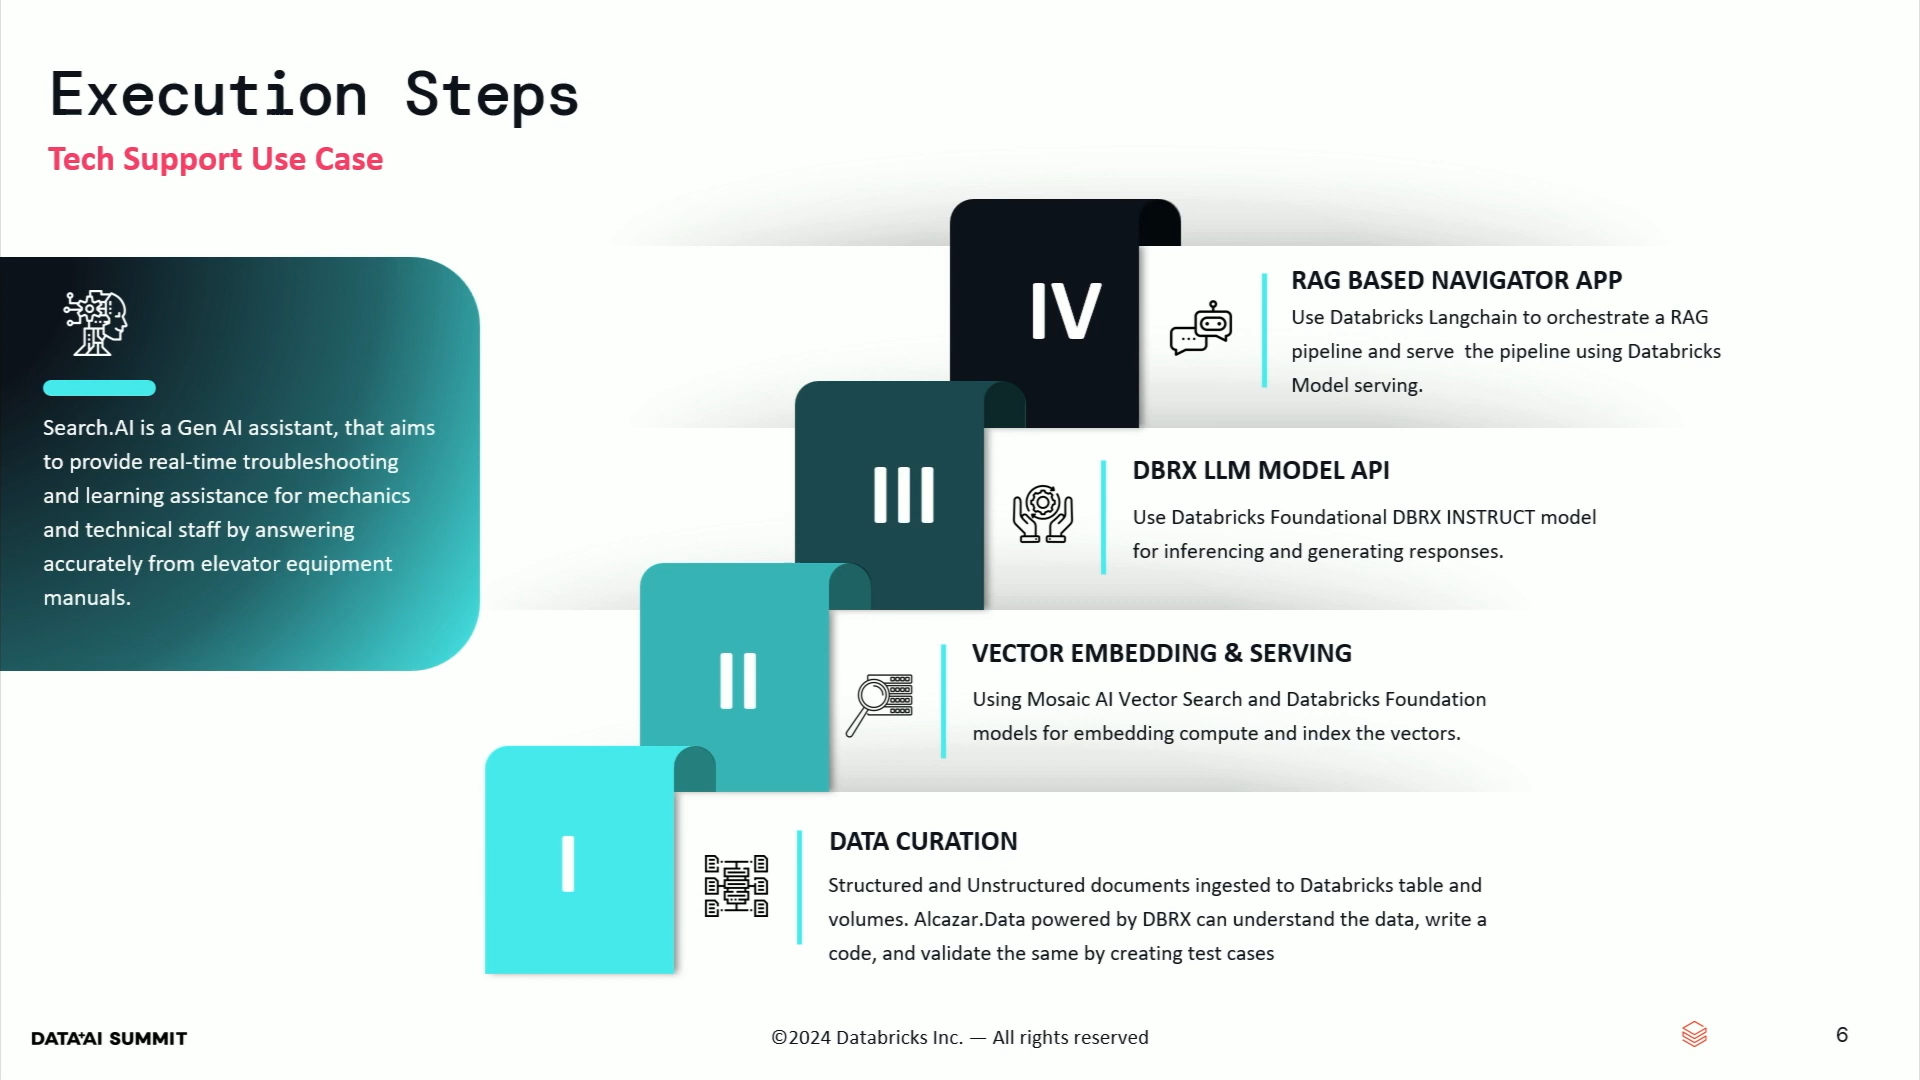 Execution Steps
Tech Support Use Case
Search.AI is a Gen AI assistant, that aims
to provide real-time troubleshooting
and learning assistance for mechanics
and technical staff by answering
accurately from elevator equipment
manuals.
IV
RAG BASED NAVIGATOR APP
Use Databricks Langchain to orchestrate a RAG
pipeline and serve  the pipeline using Databricks
Model serving.
III
DBRX LLM MODEL API
Use Databricks Foundational DBRX INSTRUCT model
for inferencing and generating responses.
II
VECTOR EMBEDDING & SERVING
Using Mosaic AI Vector Search and Databricks Foundation
models for embedding compute and index the vectors.
I
DATA CURATION
Structured and Unstructured documents ingested to Databricks table and
volumes. Alcazar.Data powered by DBRX can understand the data, write a
code, and validate the same by creating test cases
DATA+AI SUMMIT
©2024 Databricks Inc. — All rights reserved
6